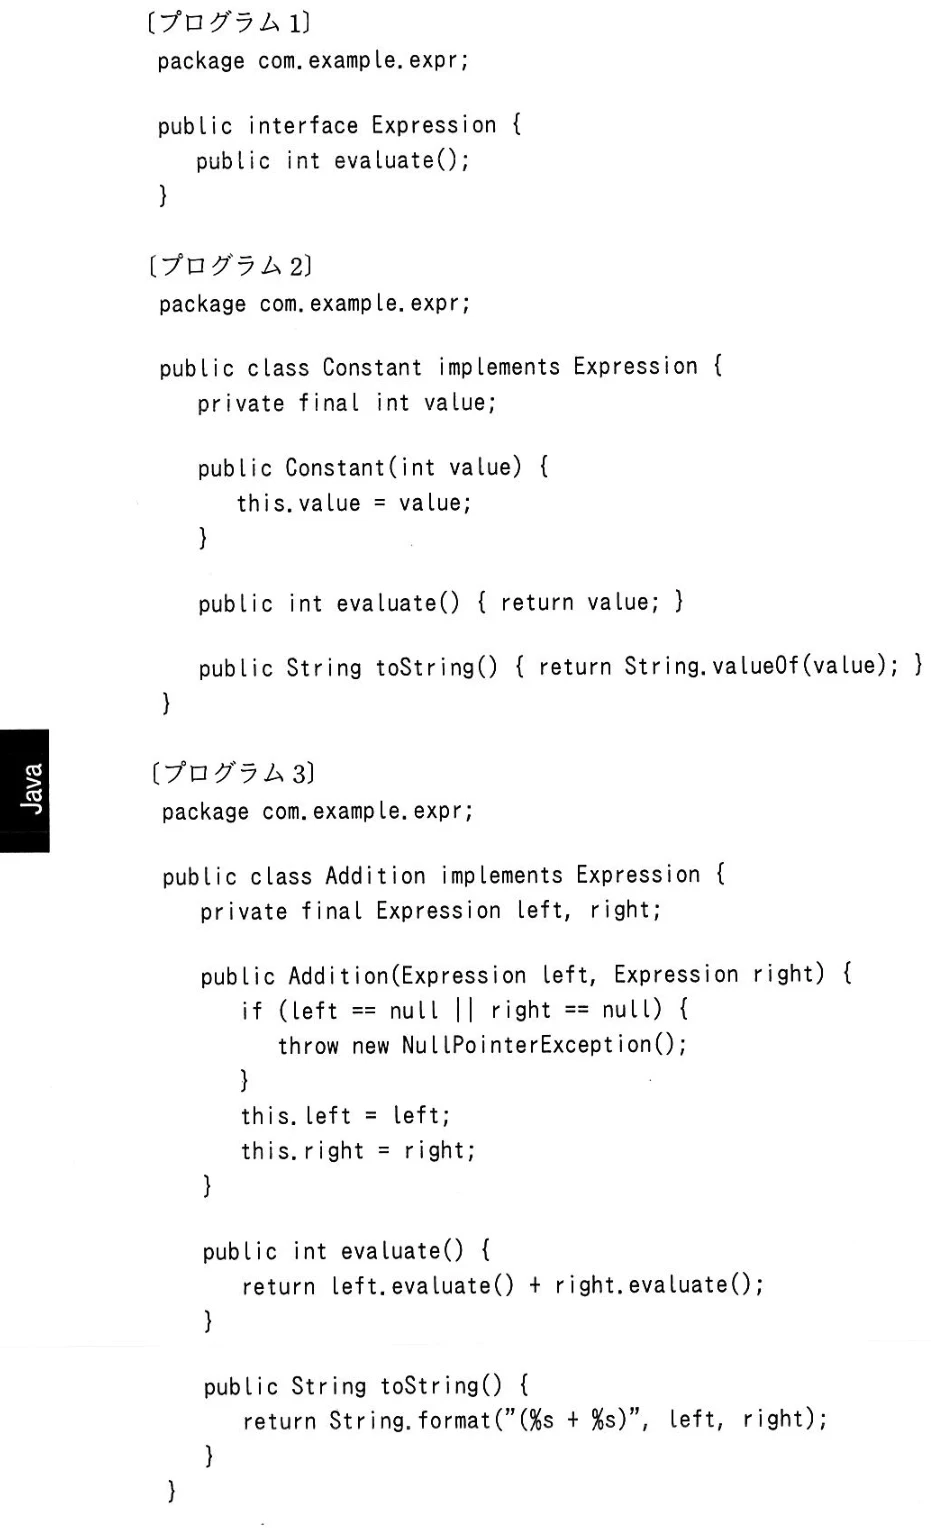 〔プログラム 1〕
package com.example.expr;
public interface Expression {
public int evaluate();
}
〔プログラム 2〕
package com.example.expr;
public class Constant implements Expression {
private final int value;
public Constant(int value) {
this.value = value;
}
public int evaluate() { return value; }
public String toString() { return String.valueOf(value); }
}
Java
〔プログラム 3〕
package com.example.expr;
public class Addition implements Expression {
private final Expression left, right;
public Addition(Expression left, Expression right) {
if (left == null || right == null) {
throw new NullPointerException();
}
this.left = left;
this.right = right;
}
public int evaluate() {
return left.evaluate() + right.evaluate();
}
public String toString() {
return String.format(”(%s + %s)”, left, right);
}
}